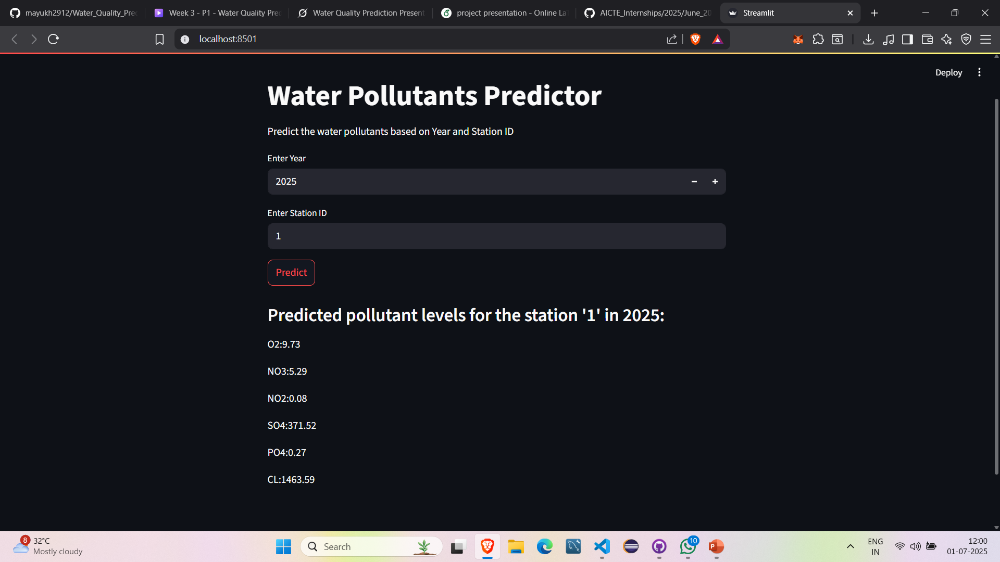 mayukh2912/Water_Quality_Pre
Week 3 - P1 - Water Quality Pre
Water Quality Prediction Present
project presentation - Online La
AICTE_Internships/2025/June_20
Streamlit
localhost:8501
Deploy
Water Pollutants Predictor
Predict the water pollutants based on Year and Station ID
Enter Year
2025
Enter Station ID
1
Predict
Predicted pollutant levels for the station '1' in 2025:
O2:9.73
NO3:5.29
NO2:0.08
SO4:371.52
PO4:0.27
CL:1463.59
8
32°C
Mostly cloudy
Search
10
P
ENG
IN
12:00
01-07-2025